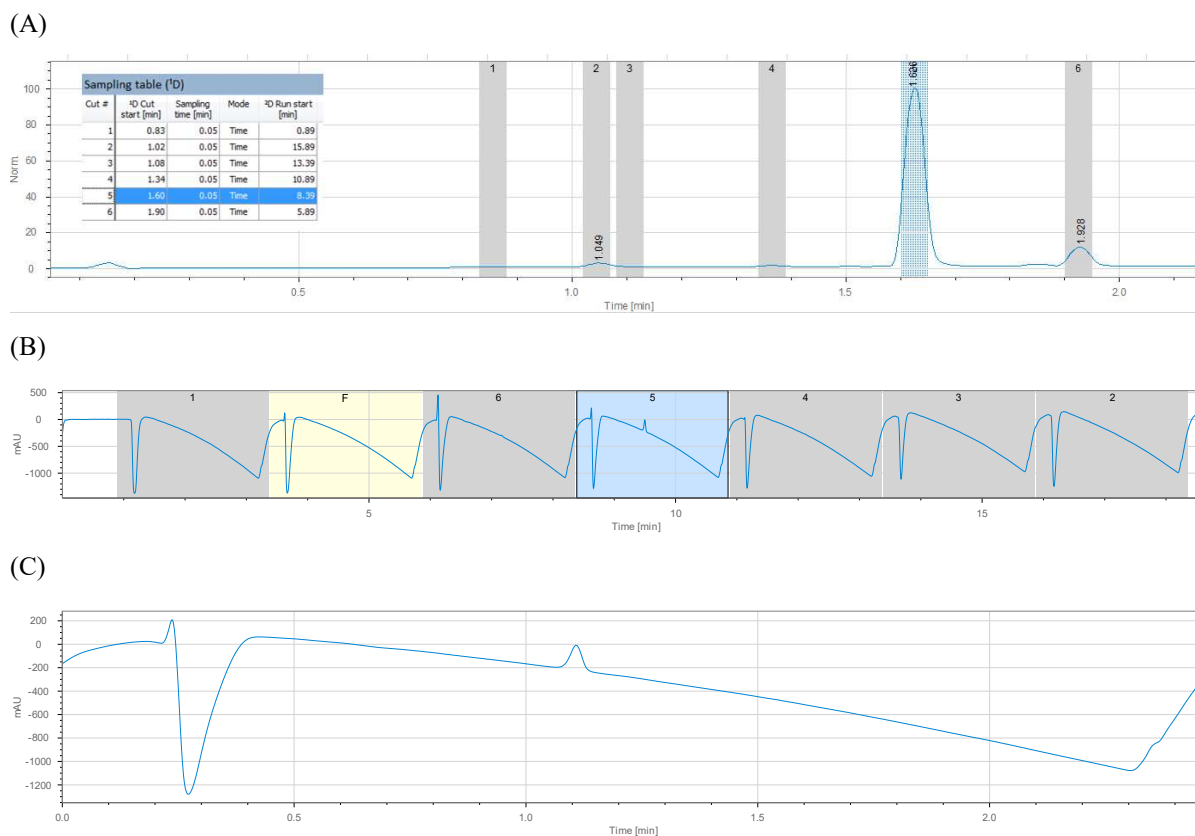 (A)
1 2 3 4 6
Sampling table (¹D)
Cut # ¹D Cut start [min] Sampling time [min] Mode ²D Run start [min]
1 0.83 0.05 Time 0.89
2 1.02 0.05 Time 15.89
3 1.08 0.05 Time 13.39
4 1.34 0.05 Time 10.89
5 1.60 0.05 Time 8.39
6 1.90 0.05 Time 5.89
100
80
60
40
20
0
Norm.
1.049
1.928
0.5 1.0 1.5 2.0
Time [min]
(B)
1 F 6 5 4 3 2
500
0
-500
-1000
mAU
5 10 15
Time [min]
(C)
200
0
-200
-400
-600
-800
-1000
-1200
mAU
0.0 0.5 1.0 1.5 2.0
Time [min]